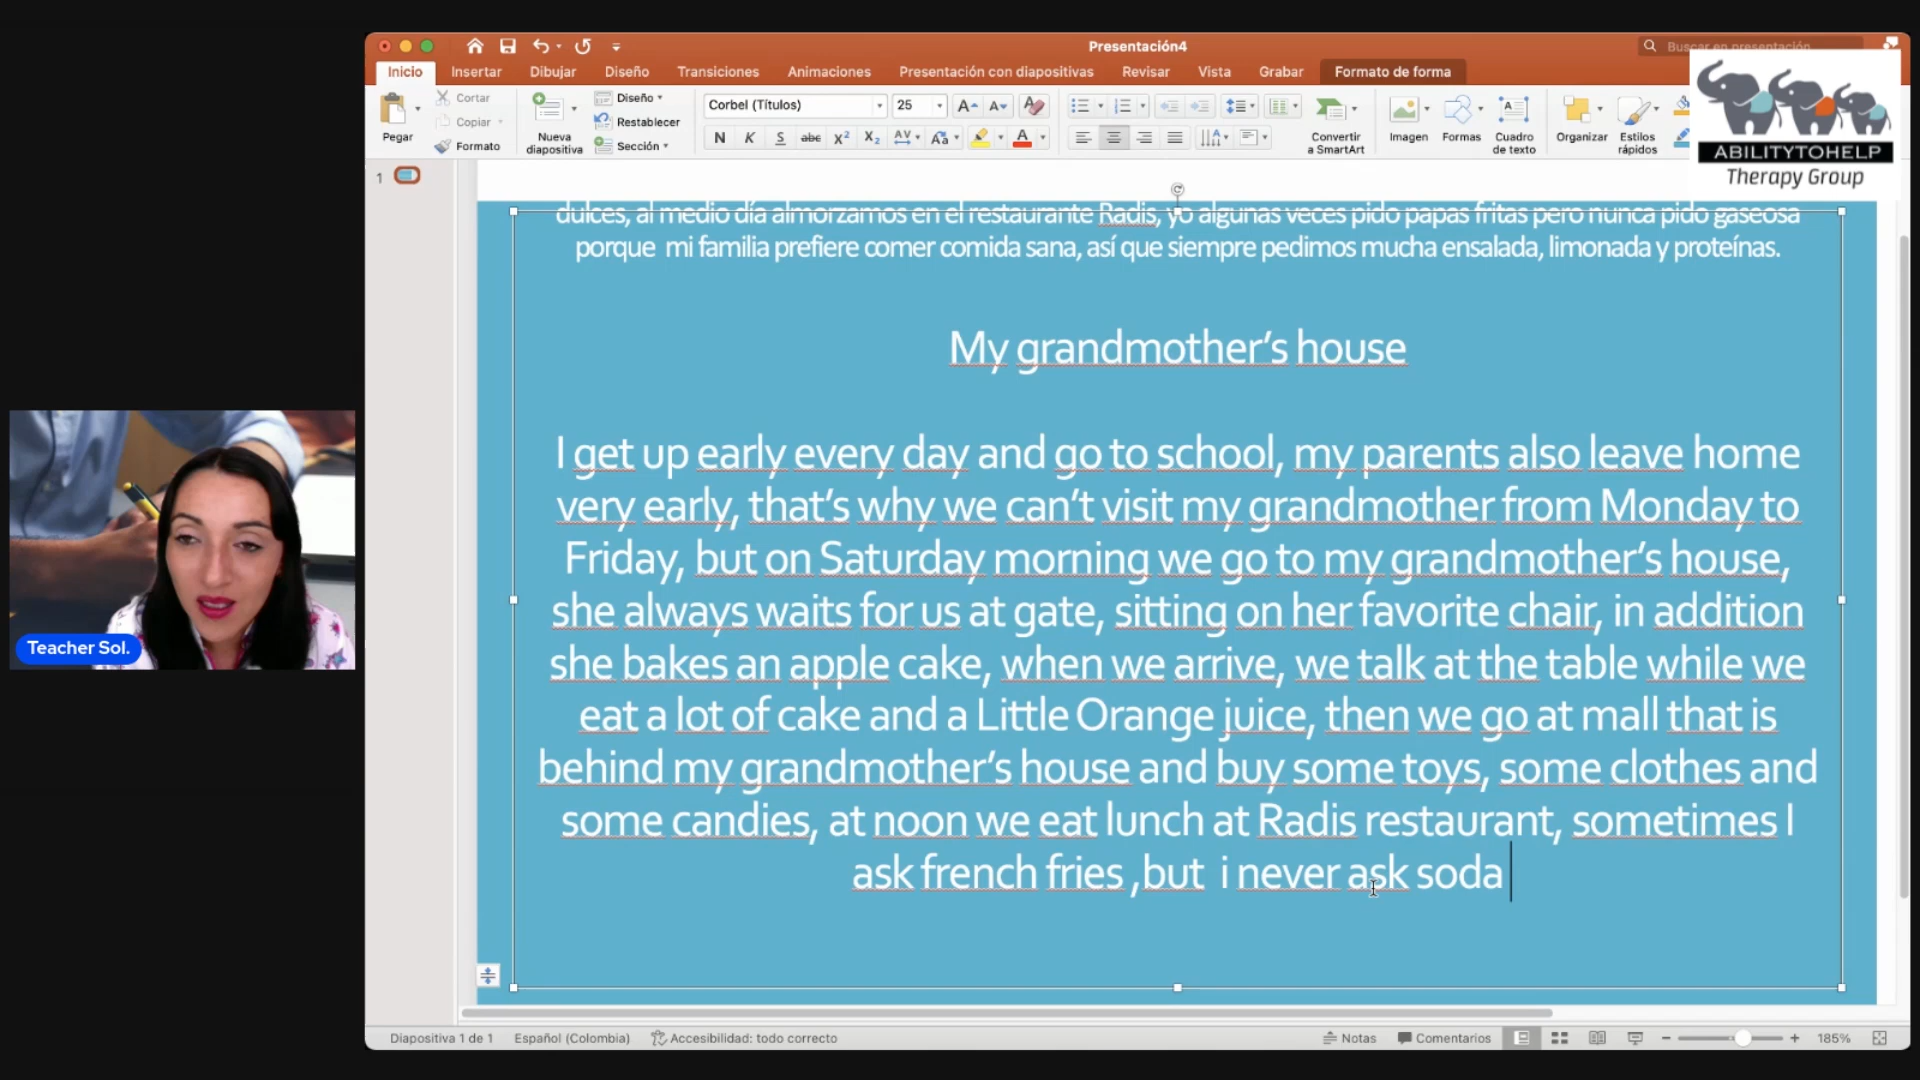 Presentación4
Buscar en presentación
Inicio Insertar Dibujar Diseño Transiciones Animaciones Presentación con diapositivas Revisar Vista Grabar Formato de forma
Pegar
Cortar
Copiar
Formato
Nueva
diapositiva
Diseño
Restablecer
Sección
Corbel (Títulos) 25
N K S abc X² X₂ AV Aa A
Convertir
a SmartArt
Imagen
Formas
Cuadro
de texto
Organizar
Estilos
rápidos
ABILITYTOHELP
Therapy Group
1
dulces, al medio día almorzamos en el restaurante Radis, yo algunas veces pido papas fritas pero nunca pido gaseosa
porque mi familia prefiere comer comida sana, así que siempre pedimos mucha ensalada, limonada y proteínas.
My grandmother's house
I get up early every day and go to school, my parents also leave home
very early, that's why we can't visit my grandmother from Monday to
Friday, but on Saturday morning we go to my grandmother's house,
she always waits for us at gate, sitting on her favorite chair, in addition
she bakes an apple cake, when we arrive, we talk at the table while we
eat a lot of cake and a Little Orange juice, then we go at mall that is
behind my grandmother's house and buy some toys, some clothes and
some candies, at noon we eat lunch at Radis restaurant, sometimes I
ask french fries ,but i never ask soda
Teacher Sol.
Diapositiva 1 de 1 Español (Colombia) Accesibilidad: todo correcto Notas Comentarios 185%